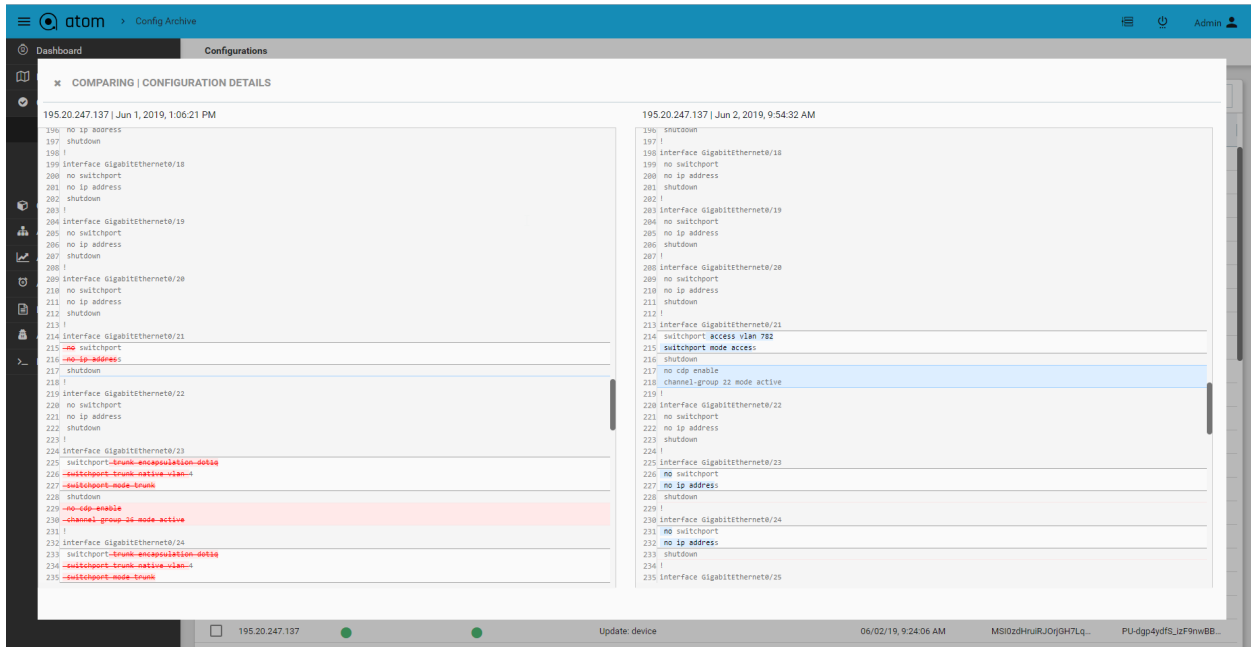 atom > Config Archive
Admin
Dashboard
Configurations
× COMPARING | CONFIGURATION DETAILS
195.20.247.137 | Jun 1, 2019, 1:06:21 PM
196 no ip address
197 shutdown
198 !
199 interface GigabitEthernet0/18
200 no switchport
201 no ip address
202 shutdown
203 !
204 interface GigabitEthernet0/19
205 no switchport
206 no ip address
207 shutdown
208 !
209 interface GigabitEthernet0/20
210 no switchport
211 no ip address
212 shutdown
213 !
214 interface GigabitEthernet0/21
215 no switchport
216 no ip address
217 shutdown
218 !
219 interface GigabitEthernet0/22
220 no switchport
221 no ip address
222 shutdown
223 !
224 interface GigabitEthernet0/23
225 switchport trunk encapsulation dot1q
226 switchport trunk native vlan 4
227 switchport mode trunk
228 shutdown
229 no cdp enable
230 channel-group 26 mode active
231 !
232 interface GigabitEthernet0/24
233 switchport trunk encapsulation dot1q
234 switchport trunk native vlan 4
235 switchport mode trunk
195.20.247.137 | Jun 2, 2019, 9:54:32 AM
196 shutdown
197 !
198 interface GigabitEthernet0/18
199 no switchport
200 no ip address
201 shutdown
202 !
203 interface GigabitEthernet0/19
204 no switchport
205 no ip address
206 shutdown
207 !
208 interface GigabitEthernet0/20
209 no switchport
210 no ip address
211 shutdown
212 !
213 interface GigabitEthernet0/21
214 switchport access vlan 782
215 switchport mode access
216 shutdown
217 no cdp enable
218 channel-group 22 mode active
219 !
220 interface GigabitEthernet0/22
221 no switchport
222 no ip address
223 shutdown
224 !
225 interface GigabitEthernet0/23
226 no switchport
227 no ip address
228 shutdown
229 !
230 interface GigabitEthernet0/24
231 no switchport
232 no ip address
233 shutdown
234 !
235 interface GigabitEthernet0/25
195.20.247.137 Update: device 06/02/19, 9:24:06 AM MSI0zdHruiRJOrjGH7Lq... PU-dgp4ydfS_izF9nwBB...